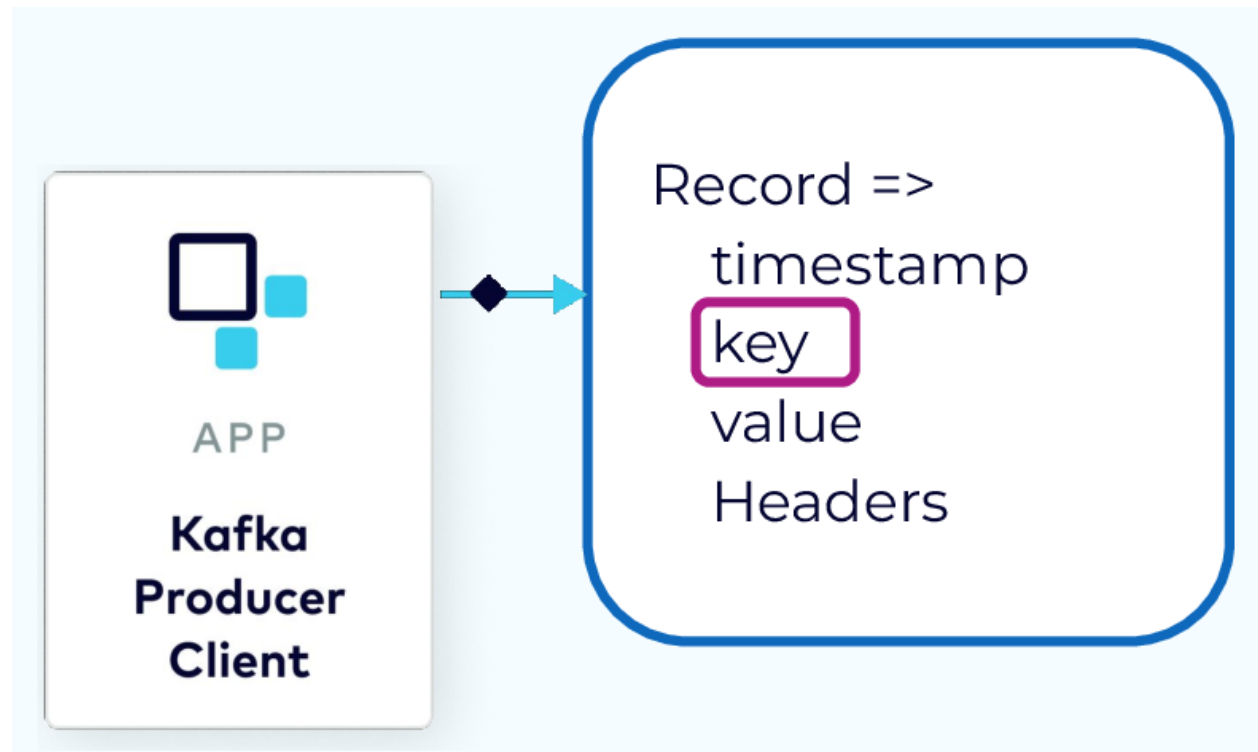 APP
Kafka
Producer
Client
Record =>
timestamp
key
value
Headers